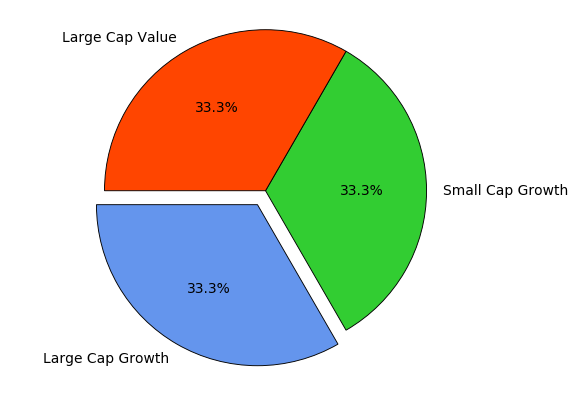 Large Cap Value
33.3%
33.3%
Small Cap Growth
33.3%
Large Cap Growth